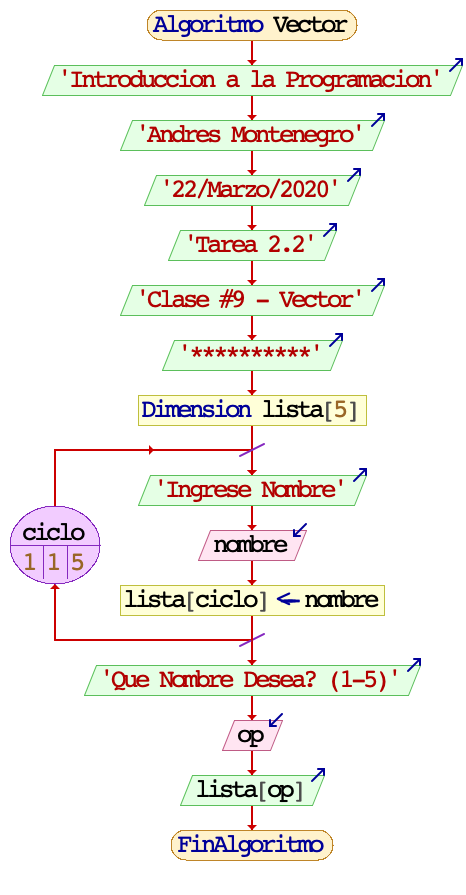 Algoritmo Vector
'Introduccion a la Programacion'
'Andres Montenegro'
'22/Marzo/2020'
'Tarea 2.2'
'Clase #9 - Vector'
'**********'
Dimension lista[5]
'Ingrese Nombre'
ciclo
1 1 5
nombre
lista[ciclo] ← nombre
'Que Nombre Desea? (1-5)'
op
lista[op]
FinAlgoritmo